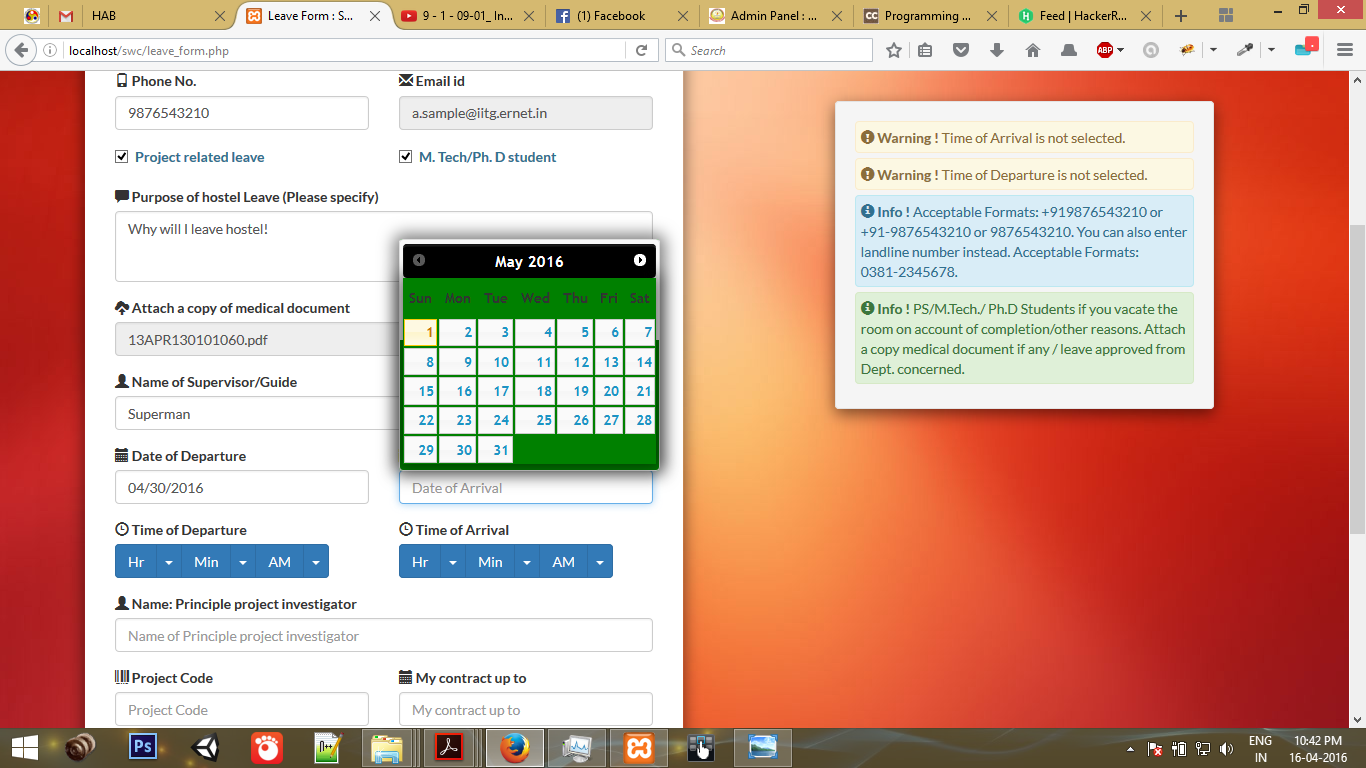 HAB
Leave Form : S...
9 - 1 - 09-01_ In...
(1) Facebook
Admin Panel : ...
Programming ...
Feed | HackerR...
localhost/swc/leave_form.php
Search
ABP
Phone No.
Email id
9876543210
a.sample@iitg.ernet.in
Project related leave
M. Tech/Ph. D student
Purpose of hostel Leave (Please specify)
Why will I leave hostel!
Attach a copy of medical document
13APR130101060.pdf
Name of Supervisor/Guide
Superman
May 2016
Sun Mon Tue Wed Thu Fri Sat
1 2 3 4 5 6 7
8 9 10 11 12 13 14
15 16 17 18 19 20 21
22 23 24 25 26 27 28
29 30 31
Date of Departure
04/30/2016
Date of Arrival
Time of Departure
Time of Arrival
Hr Min AM
Hr Min AM
Name: Principle project investigator
Name of Principle project investigator
Project Code
My contract up to
Project Code
My contract up to
Warning ! Time of Arrival is not selected.
Warning ! Time of Departure is not selected.
Info ! Acceptable Formats: +919876543210 or
+91-9876543210 or 9876543210. You can also enter
landline number instead. Acceptable Formats:
0381-2345678.
Info ! PS/M.Tech./ Ph.D Students if you vacate the
room on account of completion/other reasons. Attach
a copy medical document if any / leave approved from
Dept. concerned.
Ps
ENG
IN
10:42 PM
16-04-2016